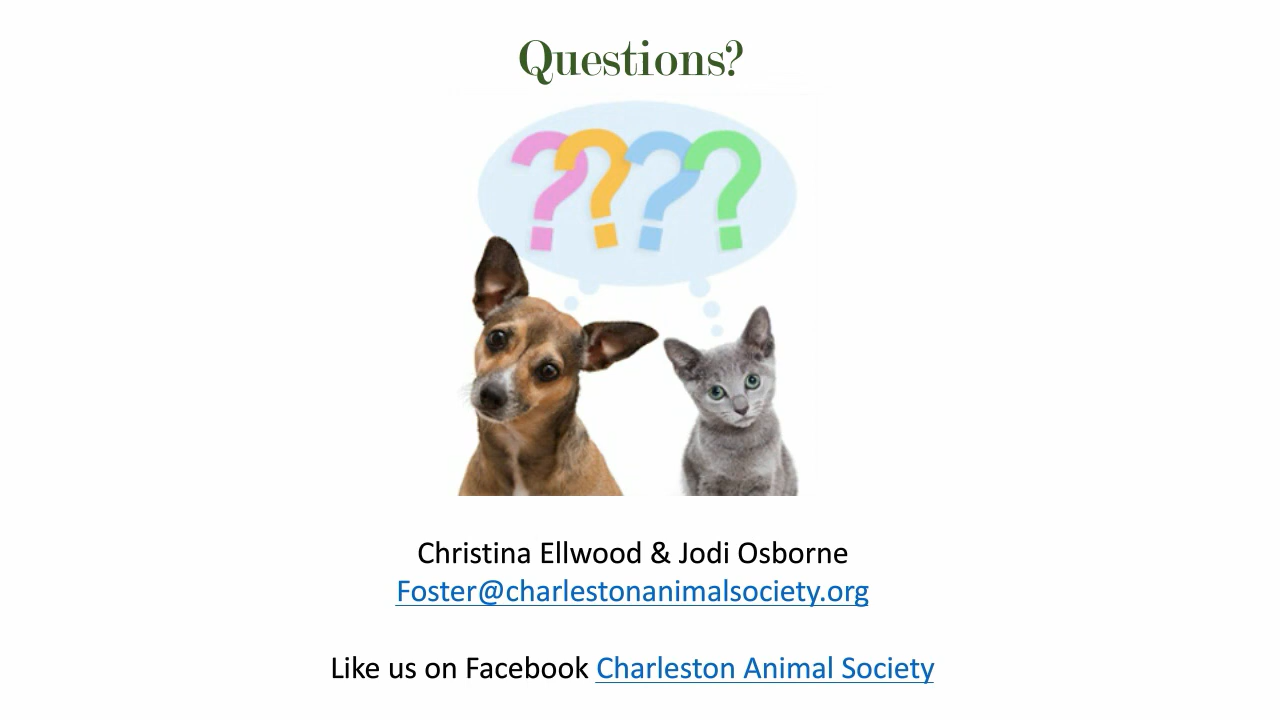 Questions?
? ? ? ?
Christina Ellwood & Jodi Osborne
Foster@charlestonanimalsociety.org
Like us on Facebook Charleston Animal Society